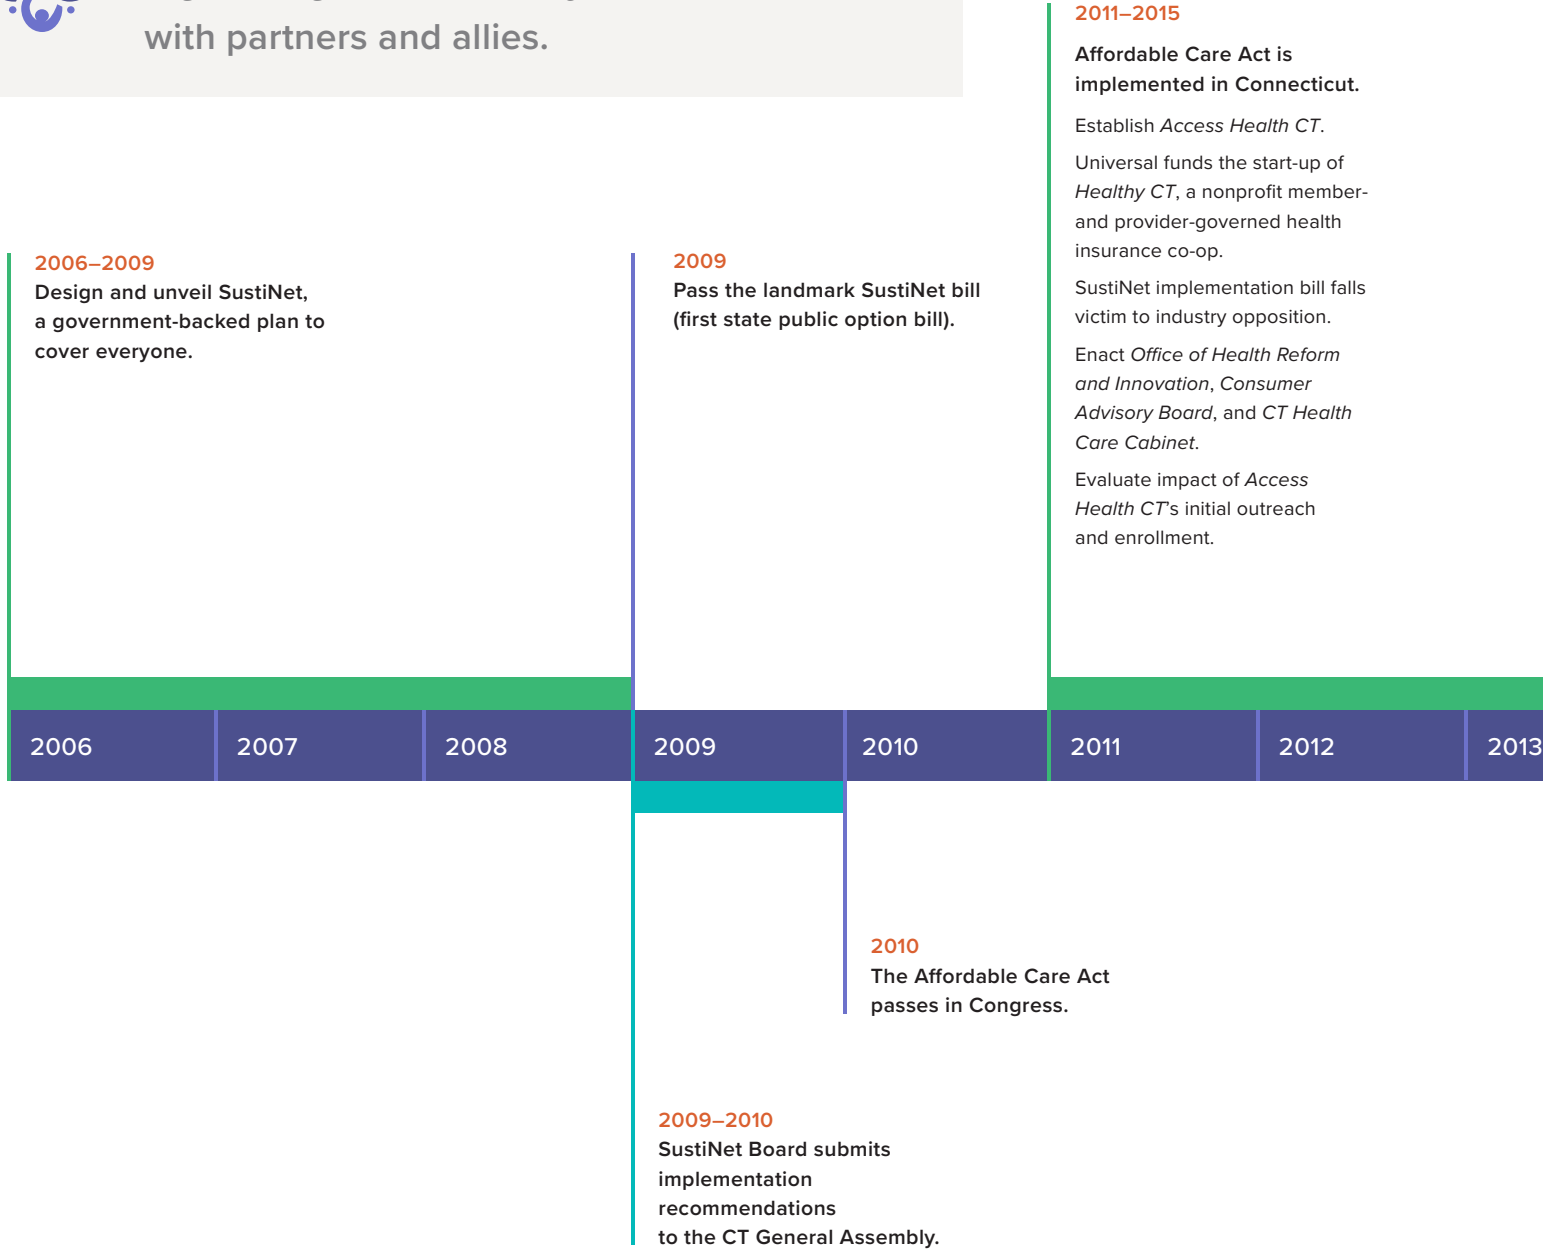 with partners and allies.
2011–2015
Affordable Care Act is
implemented in Connecticut.
Establish Access Health CT.
Universal funds the start-up of
Healthy CT, a nonprofit member-
and provider-governed health
insurance co-op.
SustiNet implementation bill falls
victim to industry opposition.
Enact Office of Health Reform
and Innovation, Consumer
Advisory Board, and CT Health
Care Cabinet.
Evaluate impact of Access
Health CT's initial outreach
and enrollment.
2006–2009
Design and unveil SustiNet,
a government-backed plan to
cover everyone.
2009
Pass the landmark SustiNet bill
(first state public option bill).
2006 2007 2008 2009 2010 2011 2012 2013
2010
The Affordable Care Act
passes in Congress.
2009–2010
SustiNet Board submits
implementation
recommendations
to the CT General Assembly.